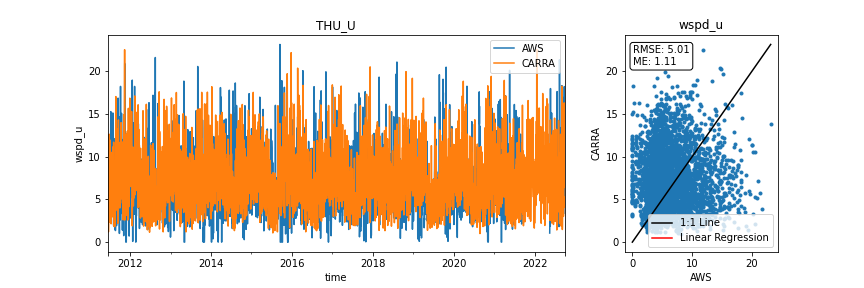 THU_U
wspd_u
20
15
10
5
0
2012
2014
2016
2018
2020
2022
time
AWS
CARRA
wspd_u
RMSE: 5.01
ME: 1.11
CARRA
20
15
10
5
0
0
10
20
AWS
1:1 Line
Linear Regression